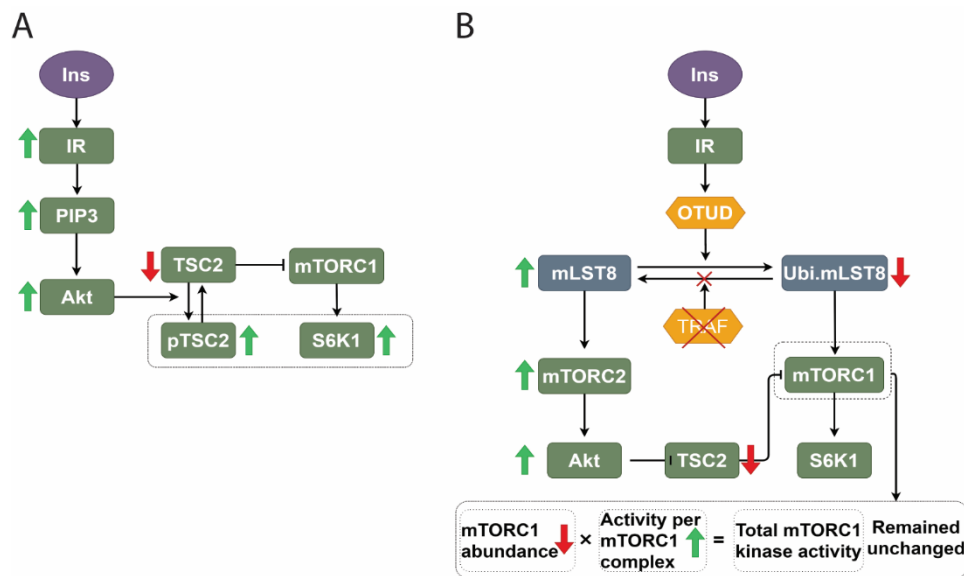 A
Ins
IR
PIP3
Akt
TSC2
mTORC1
pTSC2
S6K1
B
Ins
IR
OTUD
mLST8
Ubi.mLST8
TRAF
mTORC2
mTORC1
Akt
TSC2
S6K1
mTORC1
abundance
×
Activity per
mTORC1
complex
=
Total mTORC1
kinase activity
Remained
unchanged